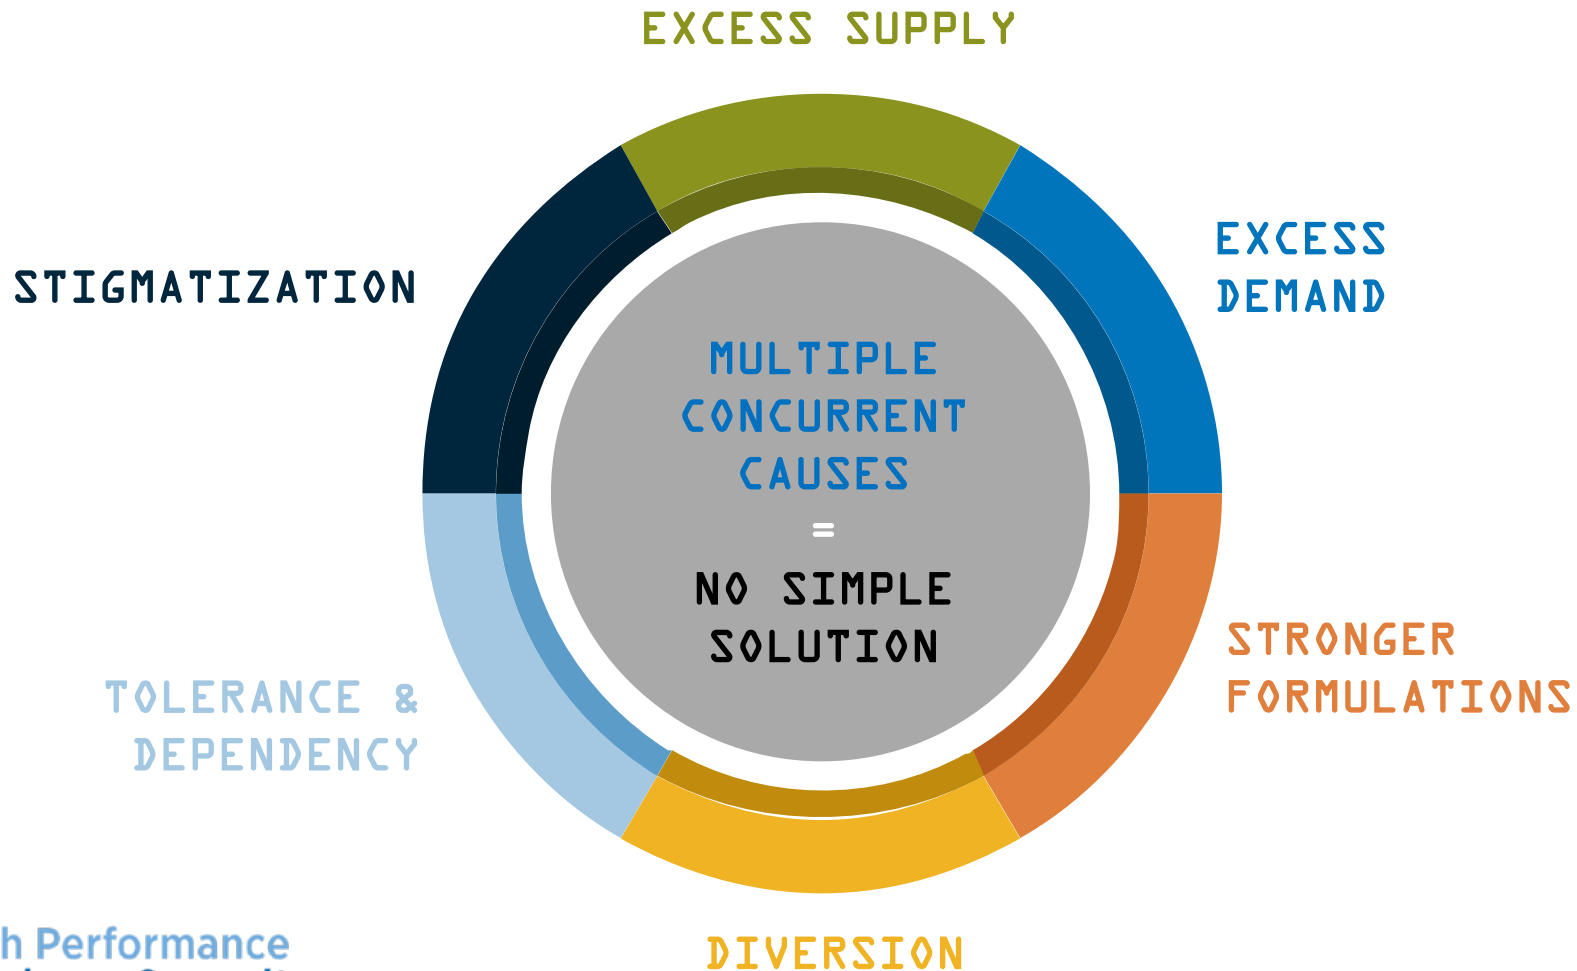 EXCESS SUPPLY
EXCESS
DEMAND
STIGMATIZATION
MULTIPLE
CONCURRENT
CAUSES
=
NO SIMPLE
SOLUTION
STRONGER
FORMULATIONS
TOLERANCE &
DEPENDENCY
DIVERSION
h Performance